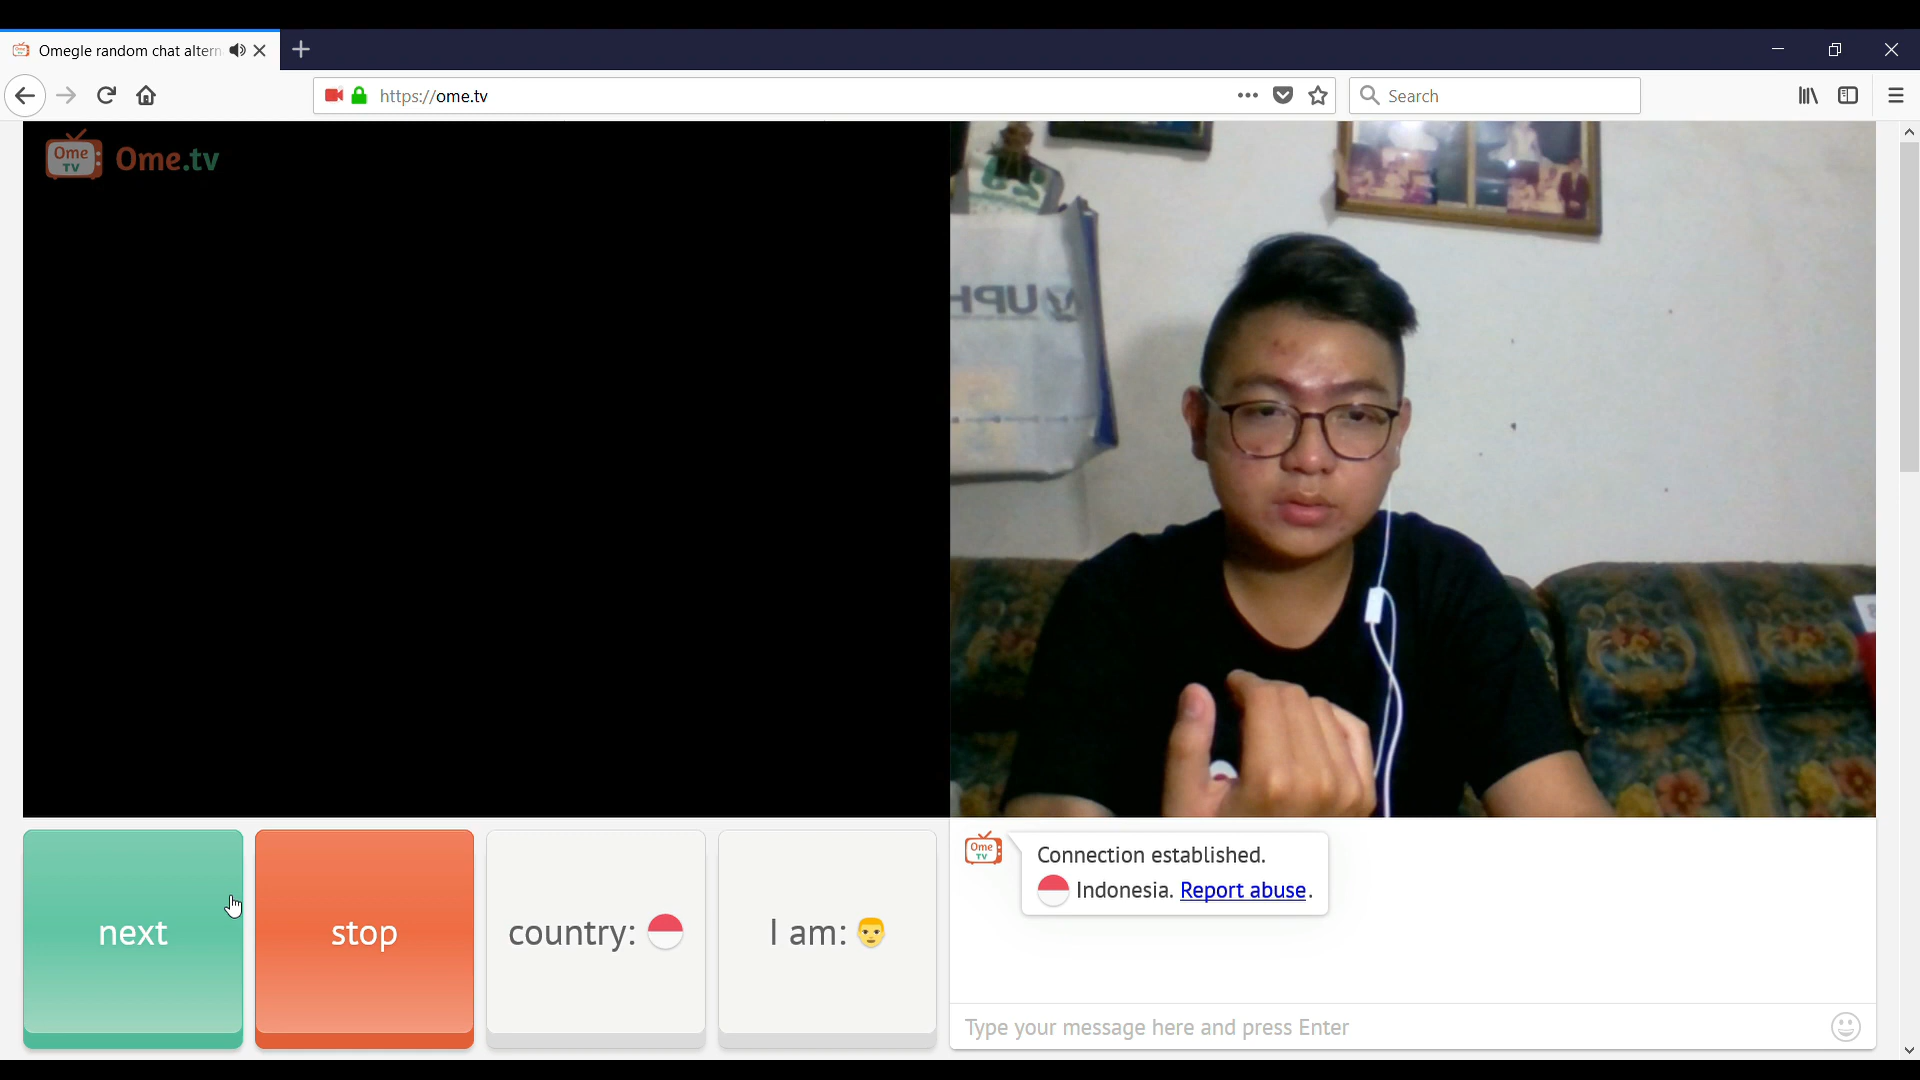 Omegle random chat altern
https://ome.tv
Search
Ome
TV
Ome.tv
UPH
Ome
TV
Connection established.
Indonesia. Report abuse.
next
stop
country:
I am:
Type your message here and press Enter